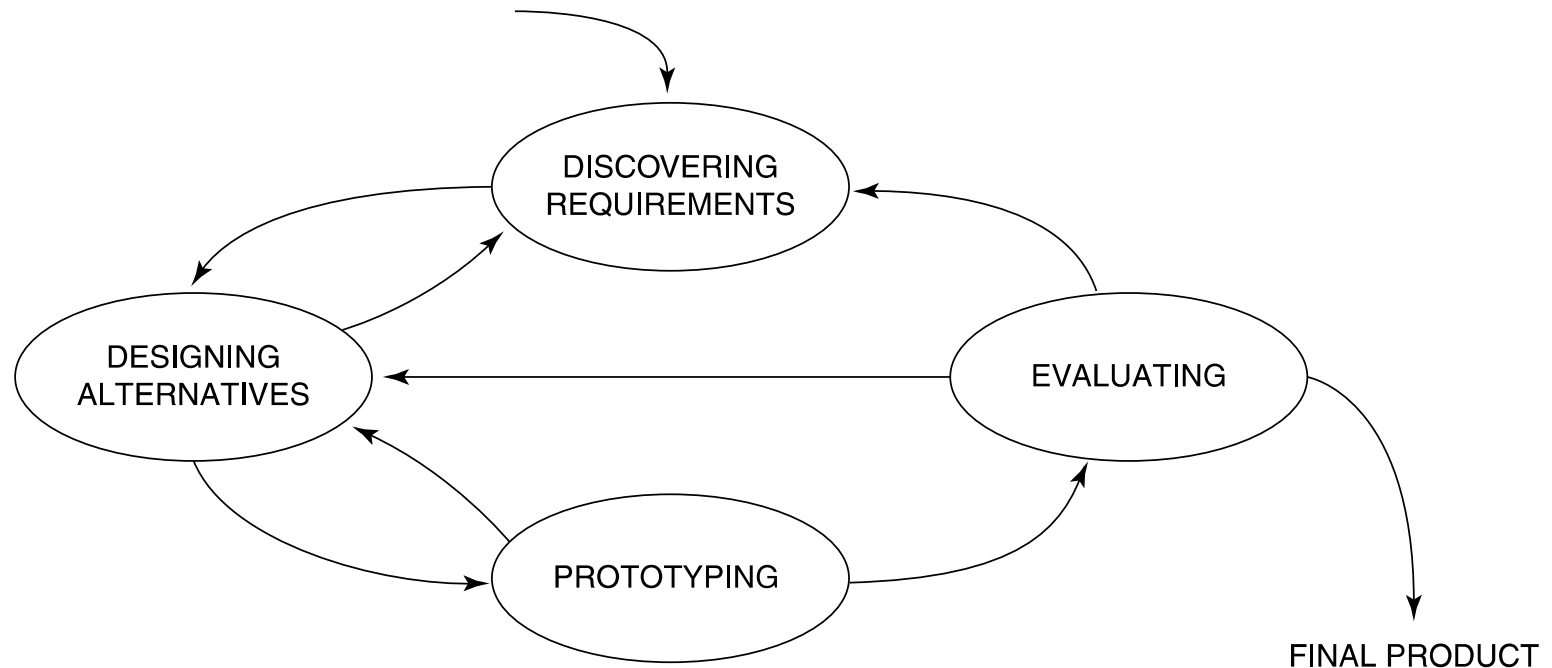 DISCOVERING
REQUIREMENTS
DESIGNING
ALTERNATIVES
EVALUATING
PROTOTYPING
FINAL PRODUCT